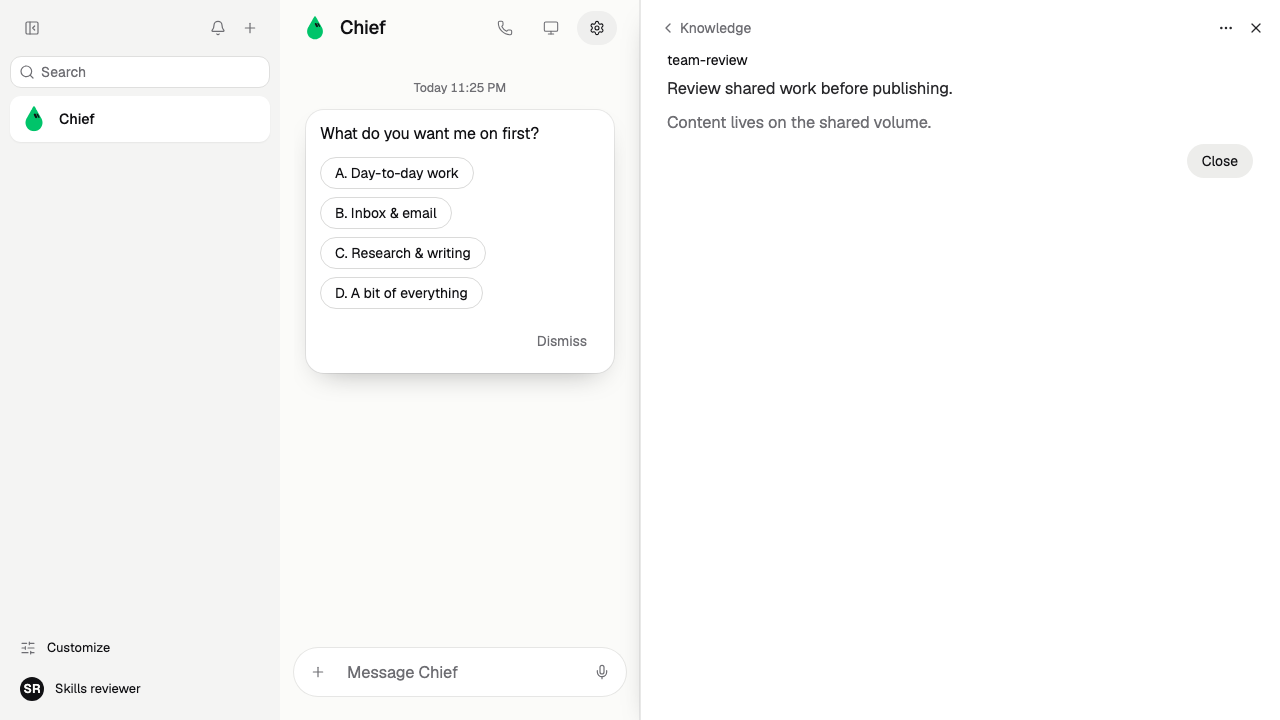 Search
Chief
Customize
SR
Skills reviewer
Chief
Today 11:25 PM
What do you want me on first?
A. Day-to-day work
B. Inbox & email
C. Research & writing
D. A bit of everything
Dismiss
Message Chief
Knowledge
team-review
Review shared work before publishing.
Content lives on the shared volume.
Close